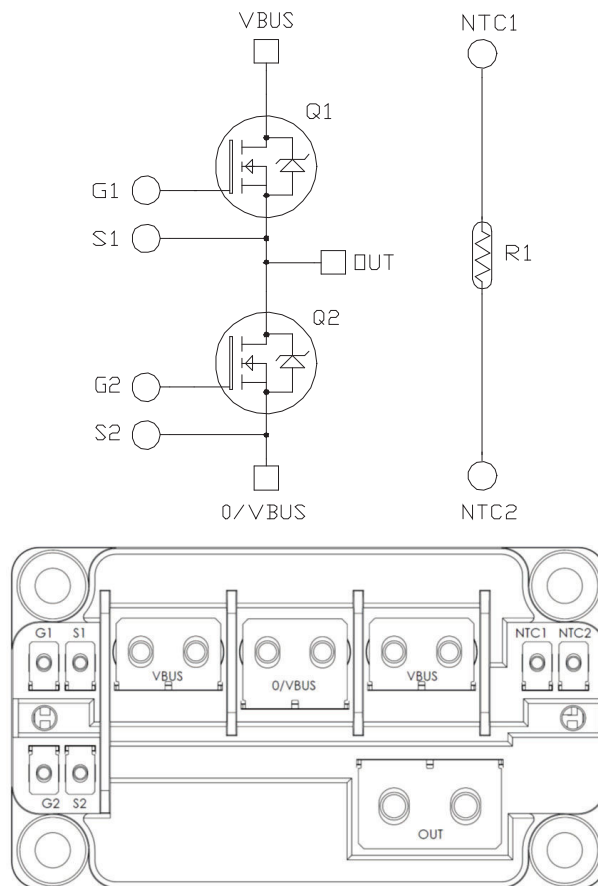 VBUS
NTC1
Q1
G1
S1
OUT
R1
Q2
G2
S2
0/VBUS
NTC2
G1 S1
VBUS
0/VBUS
VBUS
NTC1 NTC2
G2 S2
OUT